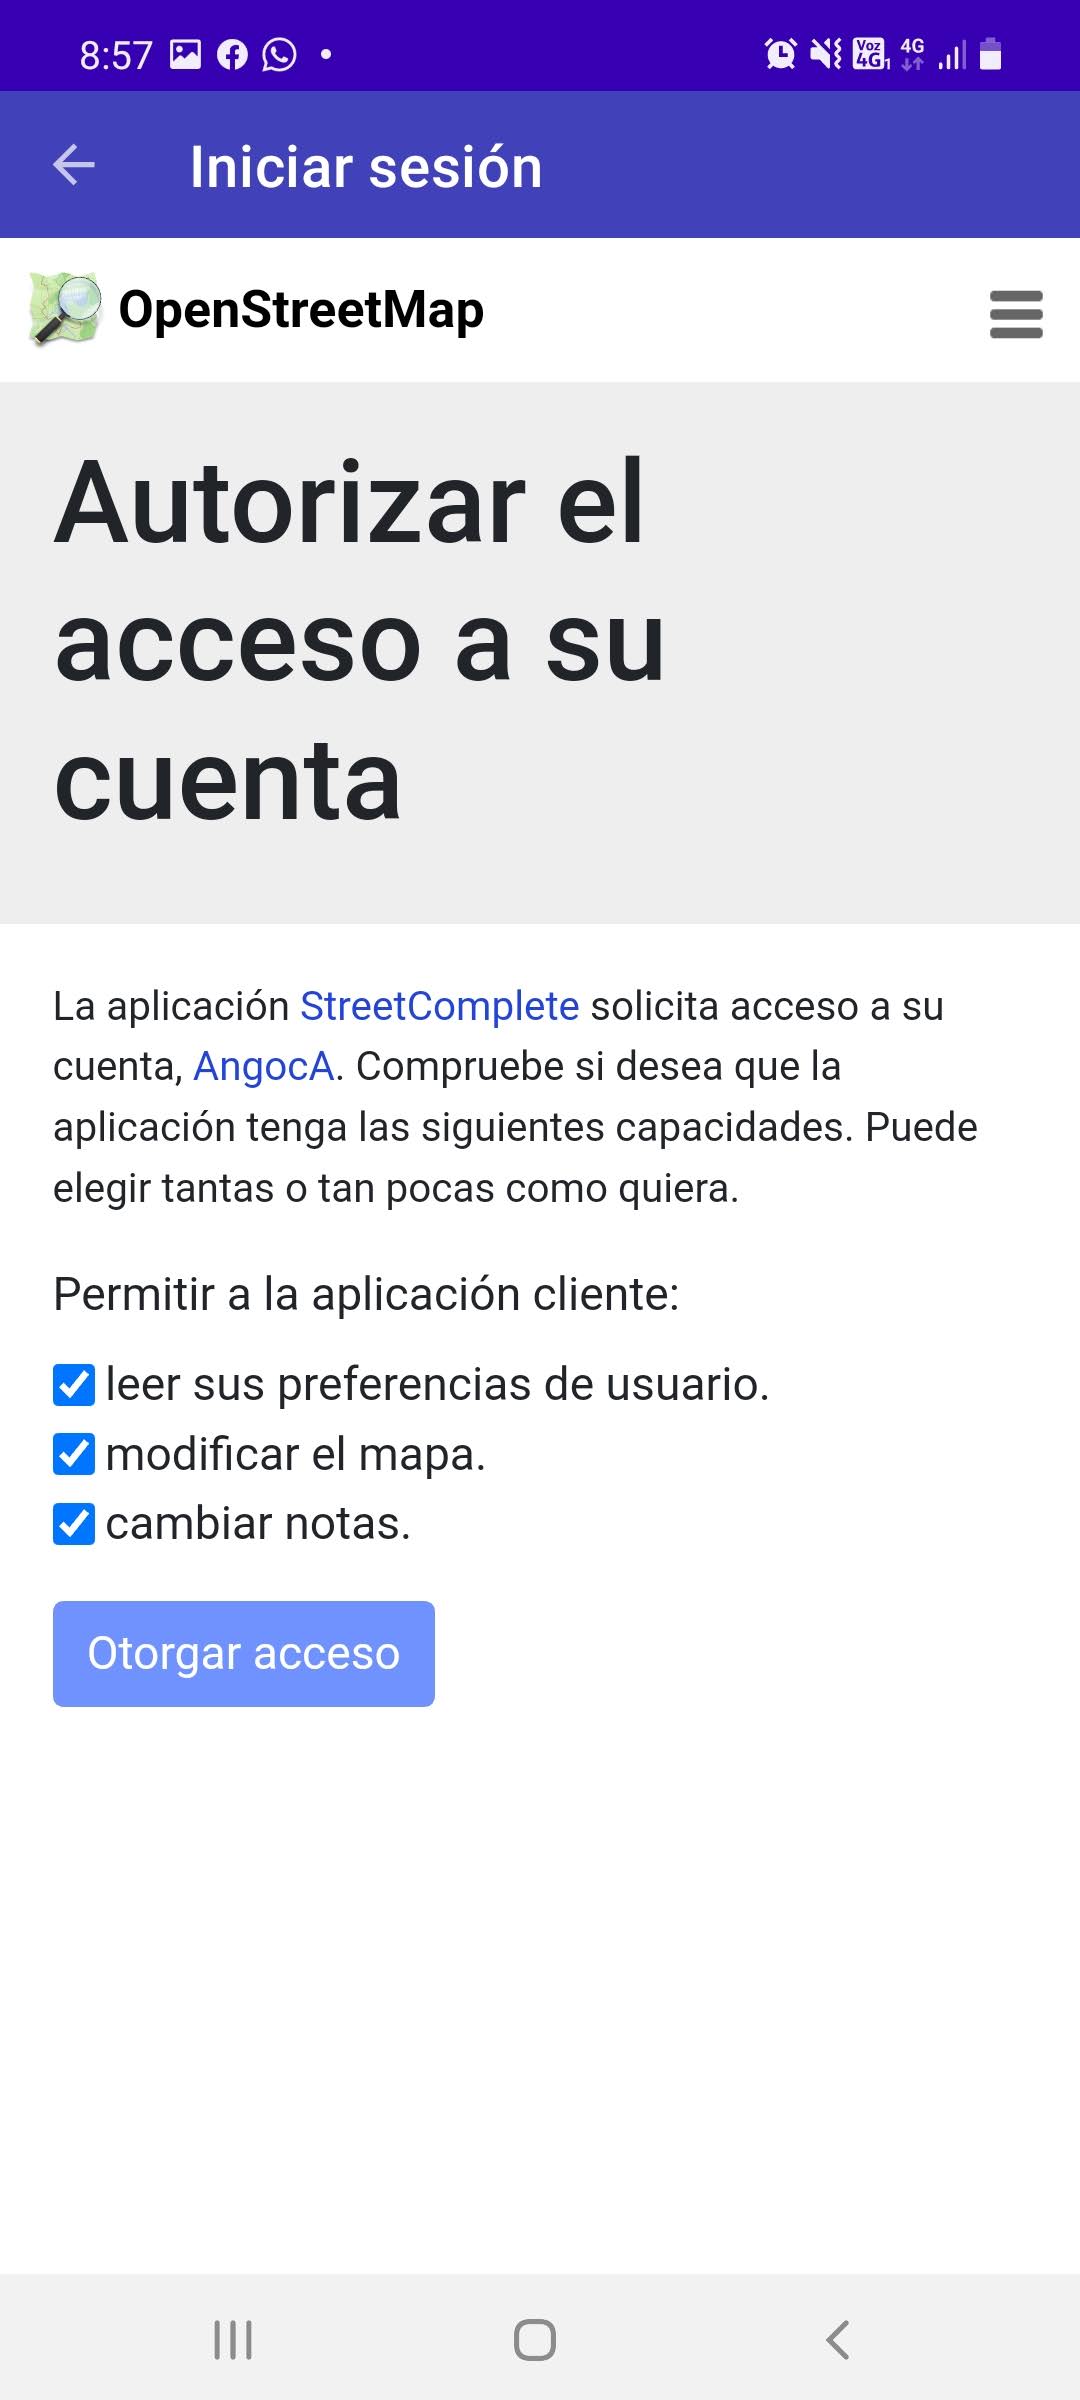 8:57
Voz 4G 1 4G
Iniciar sesión
OpenStreetMap
Autorizar el
acceso a su
cuenta
La aplicación StreetComplete solicita acceso a su
cuenta, AngocA. Compruebe si desea que la
aplicación tenga las siguientes capacidades. Puede
elegir tantas o tan pocas como quiera.
Permitir a la aplicación cliente:
leer sus preferencias de usuario.
modificar el mapa.
cambiar notas.
Otorgar acceso